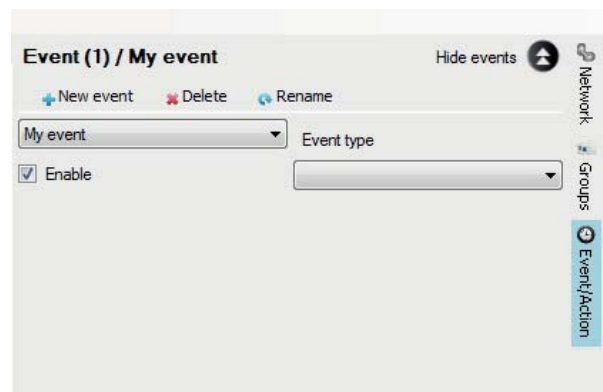 Event (1) / My event
Hide events
New event Delete Rename
My event
Event type
Enable
Network
Groups
Event/Action